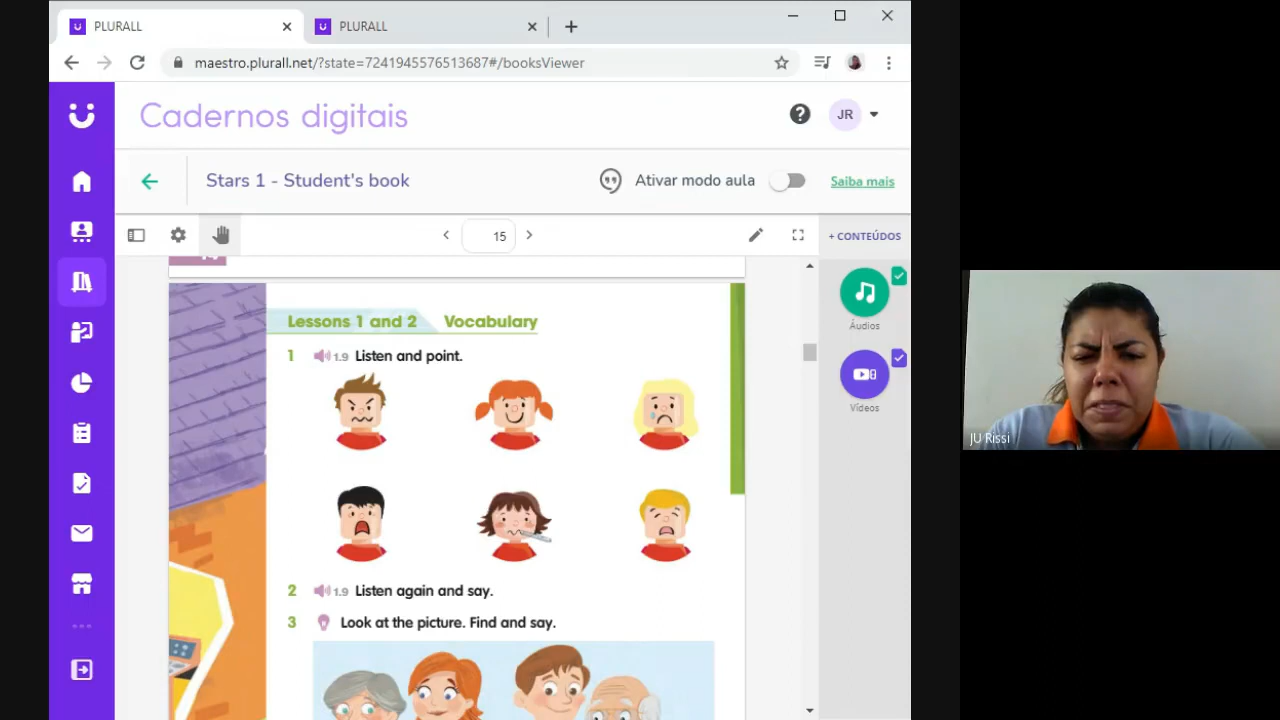 PLURALL
PLURALL
maestro.plurall.net/?state=7241945576513687#/booksViewer
Cadernos digitais
JR
Stars 1 - Student's book
Ativar modo aula
Saiba mais
15
+ CONTEÚDOS
Lessons 1 and 2 Vocabulary
1 1.9 Listen and point.
2 1.9 Listen again and say.
3 Look at the picture. Find and say.
Áudios
Vídeos
JU Rissi